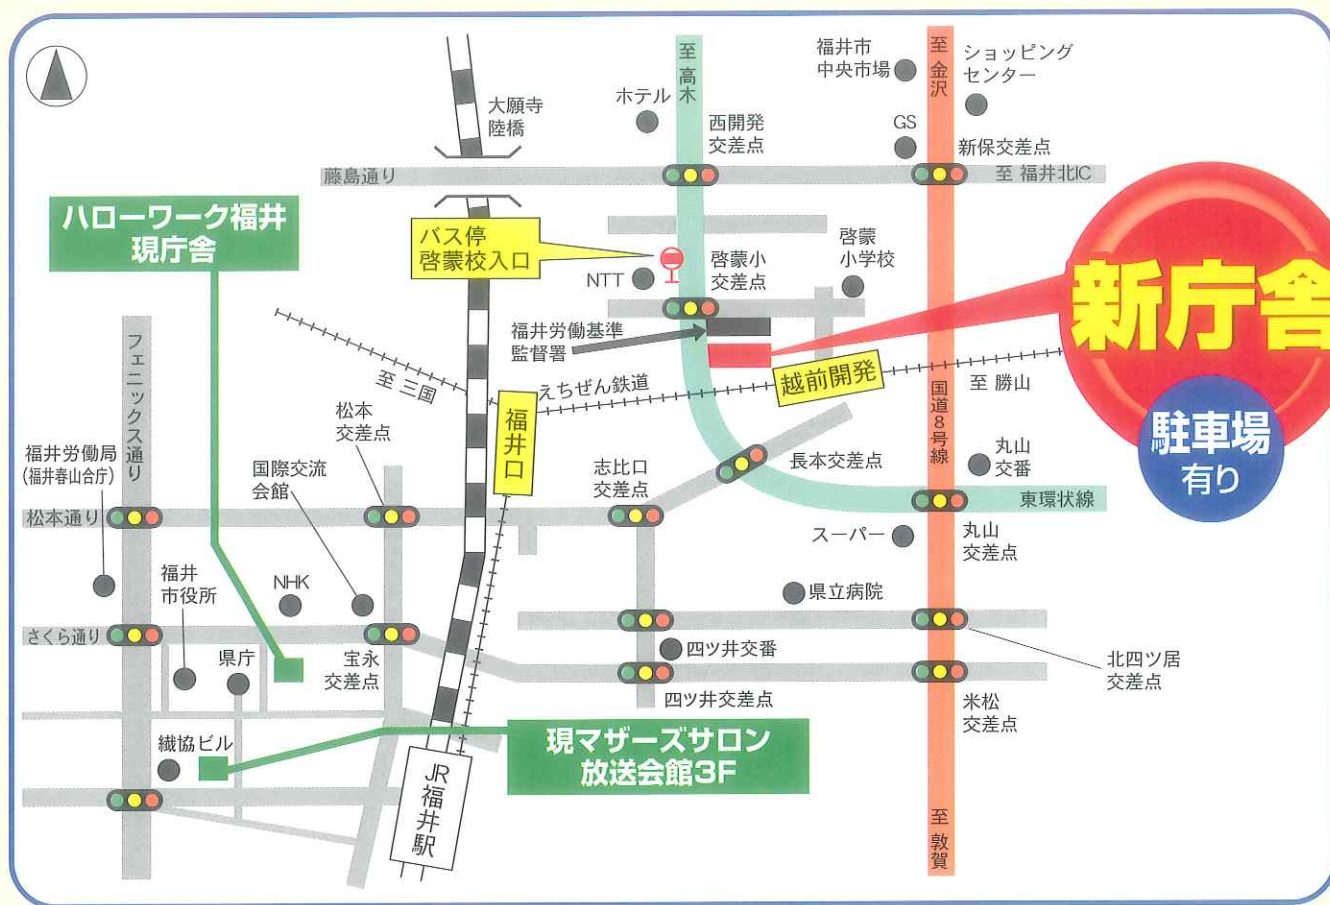 至 高木
福井市
中央市場
至 金沢
ショッピング
センター
大願寺
陸橋
ホテル
西開発
交差点
GS
新保交差点
藤島通り
至 福井北IC
ハローワーク福井
現庁舎
バス停
啓蒙校入口
NTT
啓蒙小
交差点
啓蒙
小学校
新庁舎
福井労働基準
監督署
フェニックス通り
至 三国
えちぜん鉄道
越前開発
国道8号線
至 勝山
駐車場
有り
松本
交差点
福井口
福井労働局
(福井春山合庁)
国際交流
会館
志比口
交差点
長本交差点
丸山
交番
松本通り
東環状線
スーパー
丸山
交差点
福井
市役所
NHK
県立病院
さくら通り
県庁
宝永
交差点
四ツ井交番
北四ツ居
交差点
四ツ井交差点
米松
交差点
繊協ビル
現マザーズサロン
放送会館3F
JR福井駅
至 敦賀